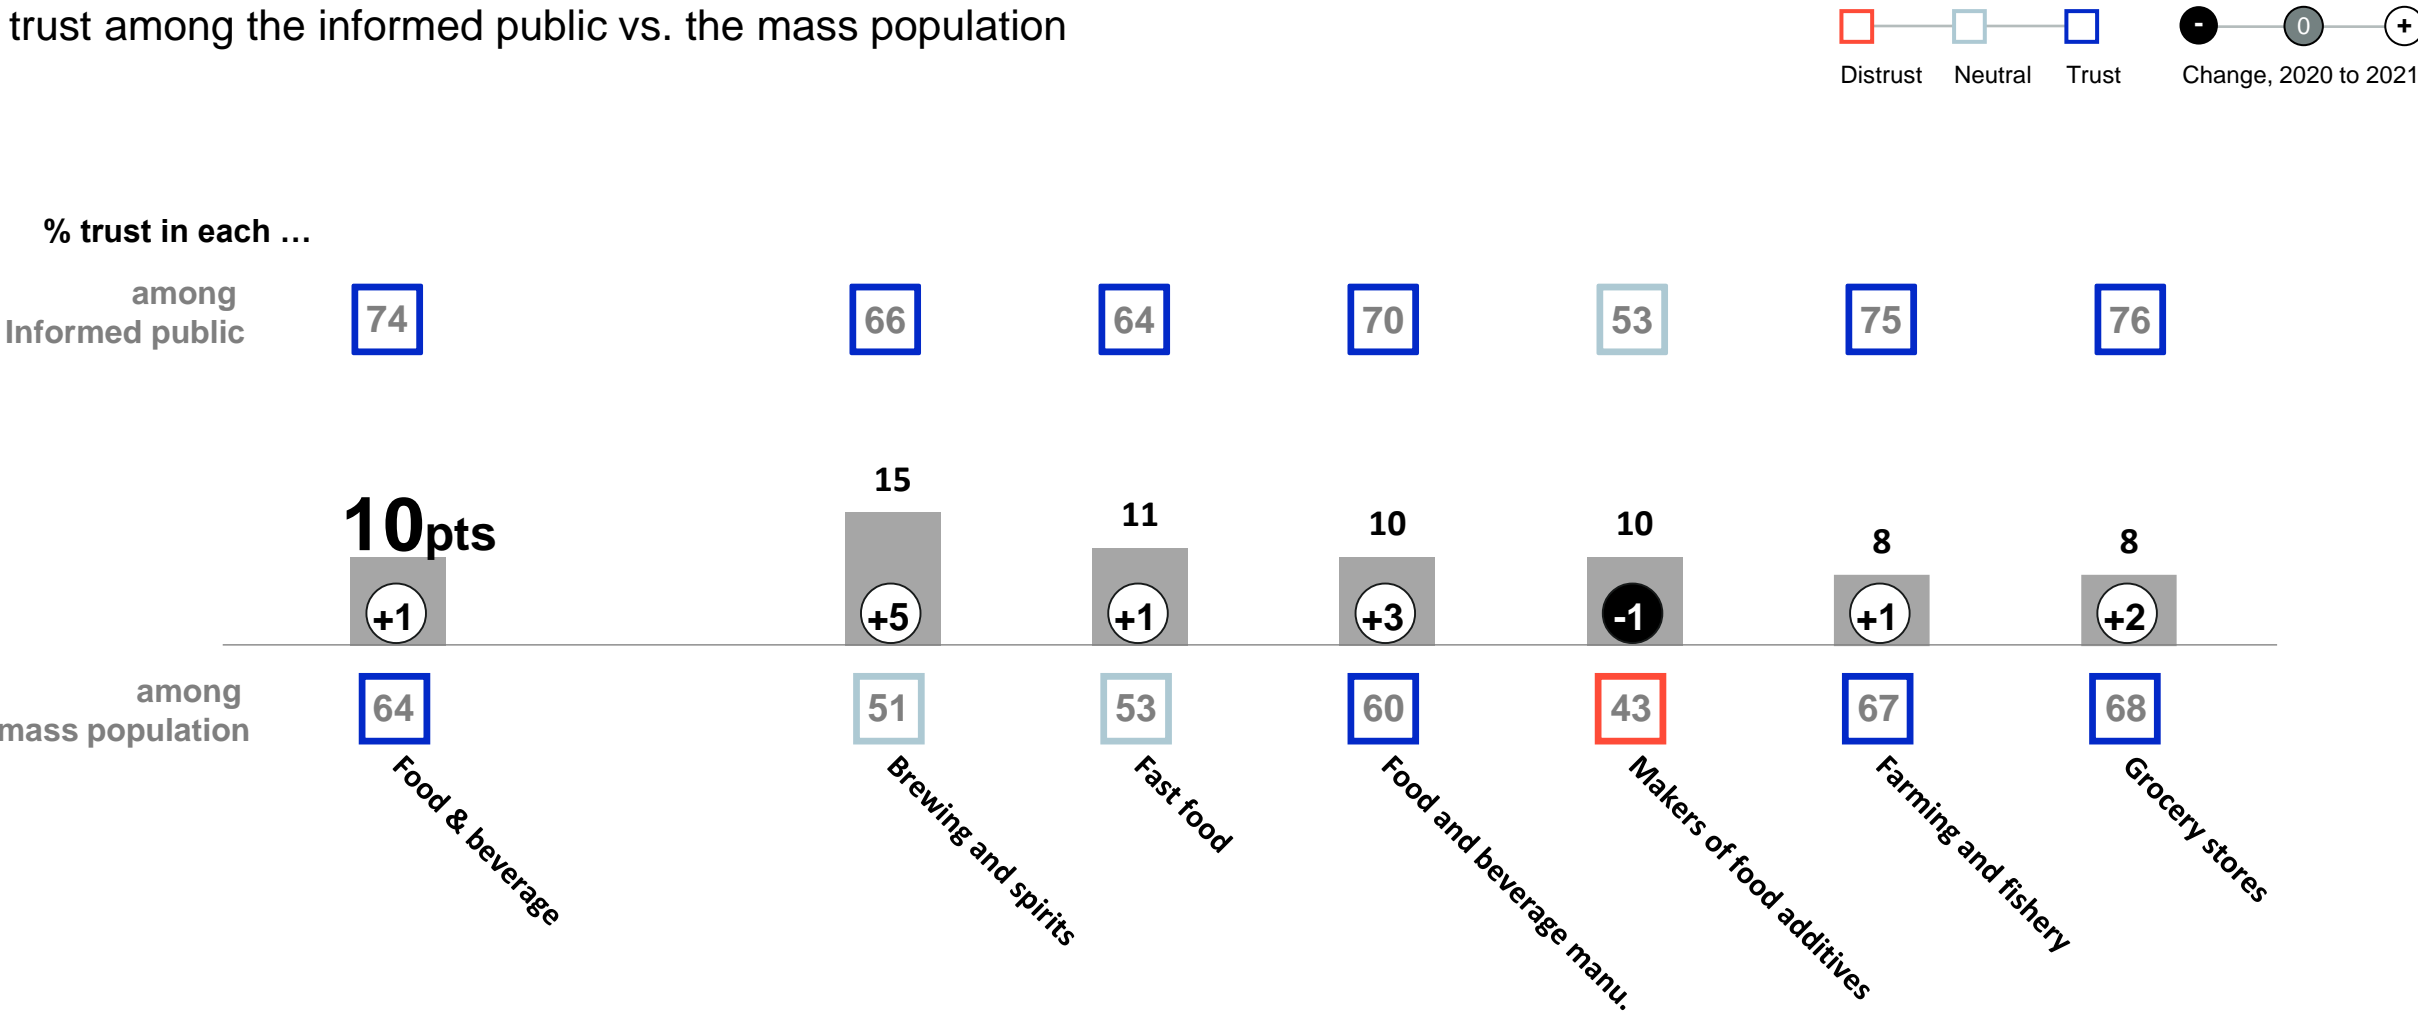 trust among the informed public vs. the mass population
- 0 +
Distrust Neutral Trust Change, 2020 to 2021
% trust in each …
among
Informed public
74 66 64 70 53 75 76
10pts 15 11 10 10 8 8
+1 +5 +1 +3 -1 +1 +2
among
mass population
64 51 53 60 43 67 68
Food & beverage
Brewing and spirits
Fast food
Food and beverage manu.
Makers of food additives
Farming and fishery
Grocery stores